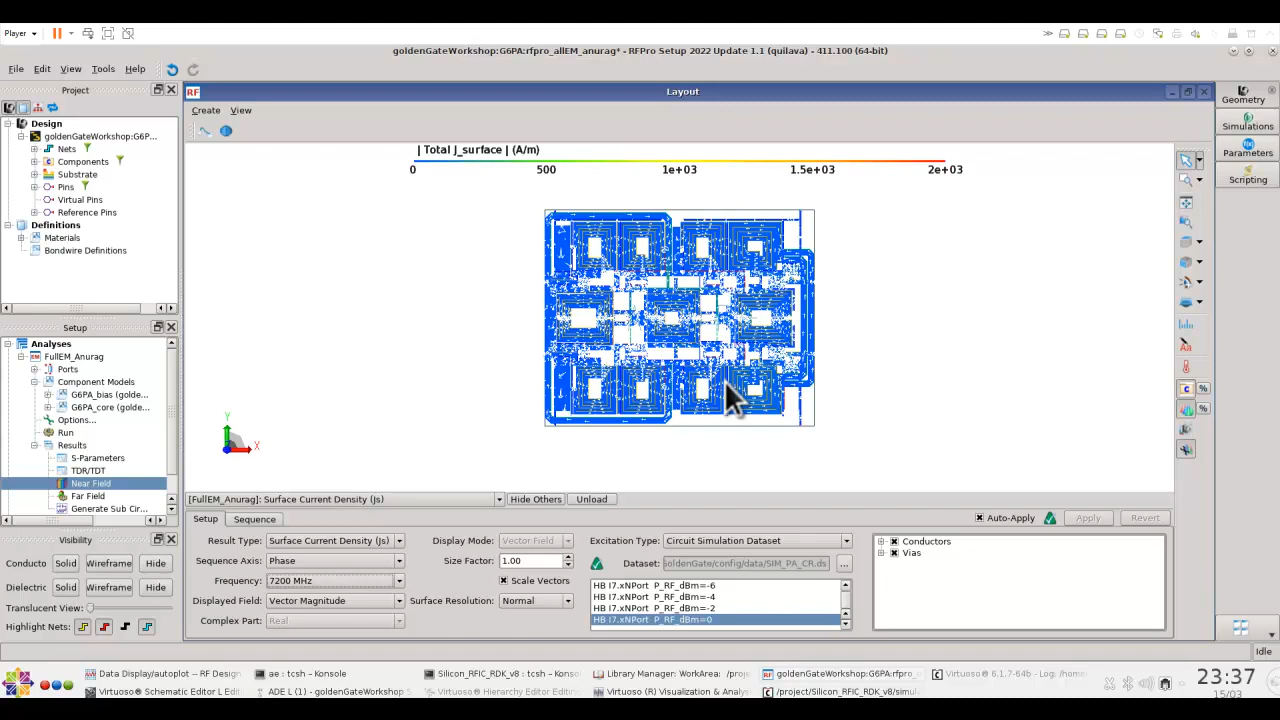 Player
goldenGateWorkshop:G6PA:rfpro_allEM_anurag* - RFPro Setup 2022 Update 1.1 (quilava) - 411.100 (64-bit)
File Edit View Tools Help
Project
Design
goldenGateWorkshop:G6P...
Nets
Components
Substrate
Pins
Virtual Pins
Reference Pins
Definitions
Materials
Bondwire Definitions
Setup
Analyses
FullEM_Anurag
Ports
Component Models
G6PA_bias (golde...
G6PA_core (golde...
Options...
Run
Results
S-Parameters
TDR/TDT
Near Field
Far Field
Generate Sub Cir...
Visibility
Conducto Solid Wireframe Hide
Dielectric Solid Wireframe Hide
Translucent View:
Highlight Nets:
RF Layout
Create View
| Total J_surface | (A/m)
0 500 1e+03 1.5e+03 2e+03
Y
X
[FullEM_Anurag]: Surface Current Density (Js) Hide Others Unload
Setup Sequence
Auto-Apply Apply Revert
Result Type: Surface Current Density (Js)
Sequence Axis: Phase
Frequency: 7200 MHz
Displayed Field: Vector Magnitude
Complex Part: Real
Display Mode: Vector Field
Size Factor: 1.00
Scale Vectors
Surface Resolution: Normal
Excitation Type: Circuit Simulation Dataset
Dataset: GoldenGate/config/data/SIM_PA_CR.ds ...
HB I7.xNPort P_RF_dBm=-6
HB I7.xNPort P_RF_dBm=-4
HB I7.xNPort P_RF_dBm=-2
HB I7.xNPort P_RF_dBm=0
Conductors
Vias
Geometry
Simulations
Parameters
Scripting
Idle
Data Display/autoplot -- RF Design
ae : tcsh – Konsole
Silicon_RFIC_RDK_v8 : tcsh – Konso
Library Manager: WorkArea: /proj
goldenGateWorkshop:G6PA:rfpro_
Virtuoso® 6.1.7-64b - Log: /home
Virtuoso® Schematic Editor L Edit
ADE L (1) - goldenGateWorkshop
Virtuoso® Hierarchy Editor
Virtuoso (R) Visualization & Analy
/project/Silicon_RFIC_RDK_v8/simul
23:37
15/03